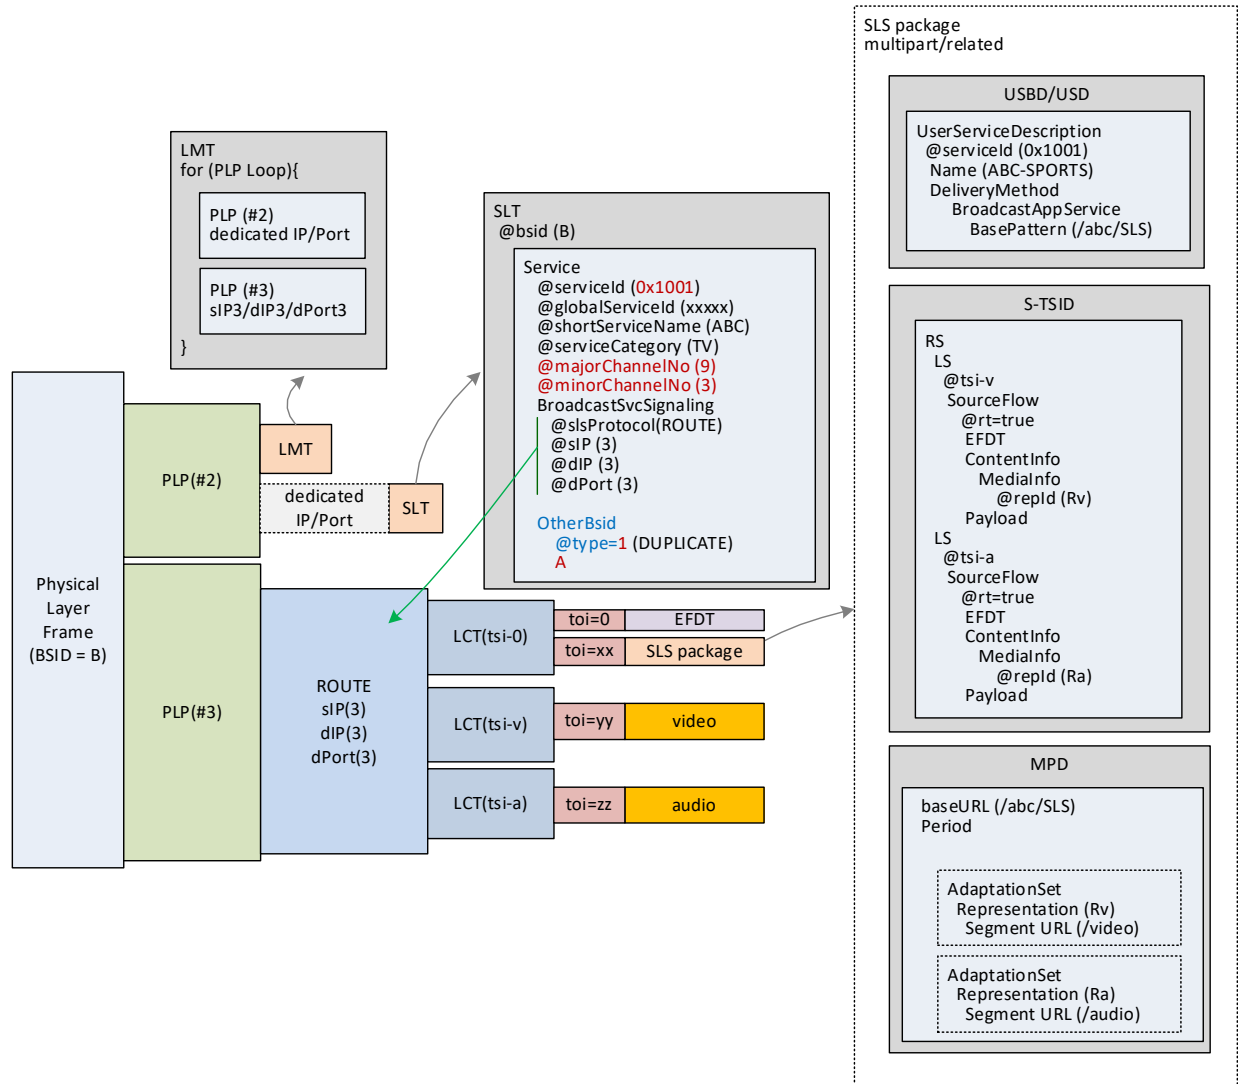 SLS package
multipart/related
USBD/USD
UserServiceDescription
@serviceId (0x1001)
Name (ABC-SPORTS)
DeliveryMethod
BroadcastAppService
BasePattern (/abc/SLS)
LMT
for (PLP Loop){
PLP (#2)
dedicated IP/Port
PLP (#3)
sIP3/dIP3/dPort3
}
SLT
@bsid (B)
Service
@serviceId (0x1001)
@globalServiceId (xxxxx)
@shortServiceName (ABC)
@serviceCategory (TV)
@majorChannelNo (9)
@minorChannelNo (3)
BroadcastSvcSignaling
@slsProtocol(ROUTE)
@sIP (3)
@dIP (3)
@dPort (3)
OtherBsid
@type=1 (DUPLICATE)
A
S-TSID
RS
LS
@tsi-v
SourceFlow
@rt=true
EFDT
ContentInfo
MediaInfo
@repId (Rv)
Payload
LS
@tsi-a
SourceFlow
@rt=true
EFDT
ContentInfo
MediaInfo
@repId (Ra)
Payload
Physical
Layer
Frame
(BSID = B)
PLP(#2)
LMT
dedicated
IP/Port
SLT
PLP(#3)
ROUTE
sIP(3)
dIP(3)
dPort(3)
LCT(tsi-0)
toi=0
EFDT
toi=xx
SLS package
LCT(tsi-v)
toi=yy
video
LCT(tsi-a)
toi=zz
audio
MPD
baseURL (/abc/SLS)
Period
AdaptationSet
Representation (Rv)
Segment URL (/video)
AdaptationSet
Representation (Ra)
Segment URL (/audio)